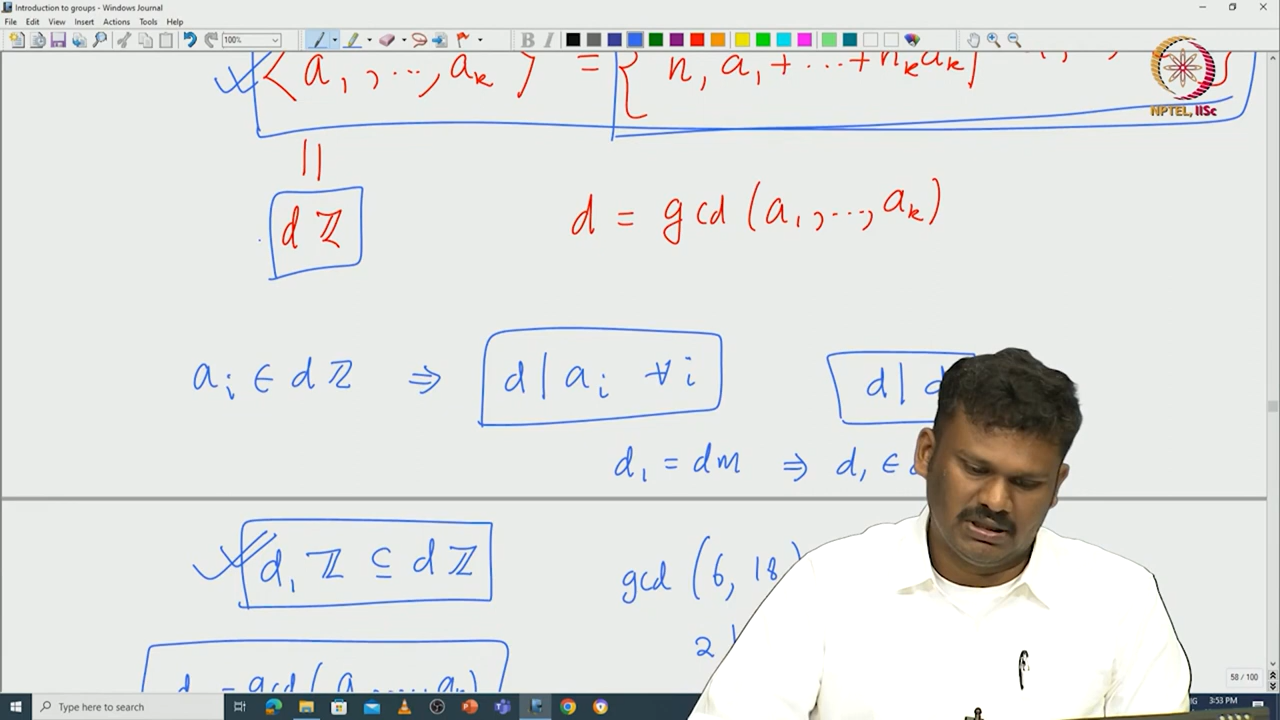 Introduction to groups - Windows Journal
File Edit View Insert Actions Tools Help
100%
⟨a₁, ..., aₖ⟩ = { n₁a₁ + ... + nₖaₖ |
NPTEL, IISc
||
dℤ
d = gcd (a₁, ..., aₖ)
aᵢ ∈ dℤ ⇒ d | aᵢ ∀i
d |
d₁ = dm ⇒ d₁ ∈
d₁ℤ ⊆ dℤ
gcd (6, 18
2 |
58 / 100
Type here to search
3:53 PM